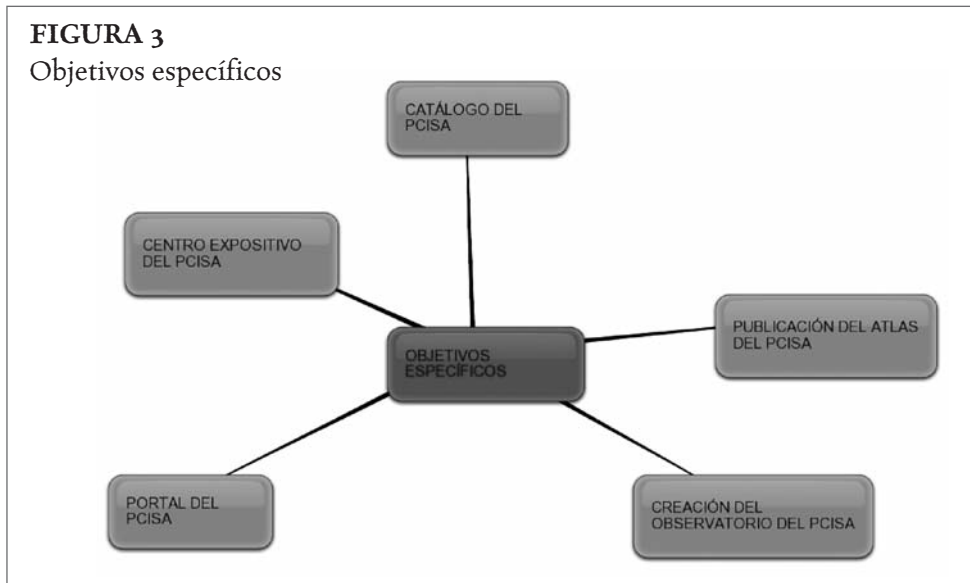 FIGURA 3
Objetivos específicos
CATÁLOGO DEL
PCISA
CENTRO EXPOSITIVO
DEL PCISA
PUBLICACIÓN DEL ATLAS
DEL PCISA
OBJETIVOS
ESPECÍFICOS
PORTAL DEL
PCISA
CREACIÓN DEL
OBSERVATORIO DEL PCISA